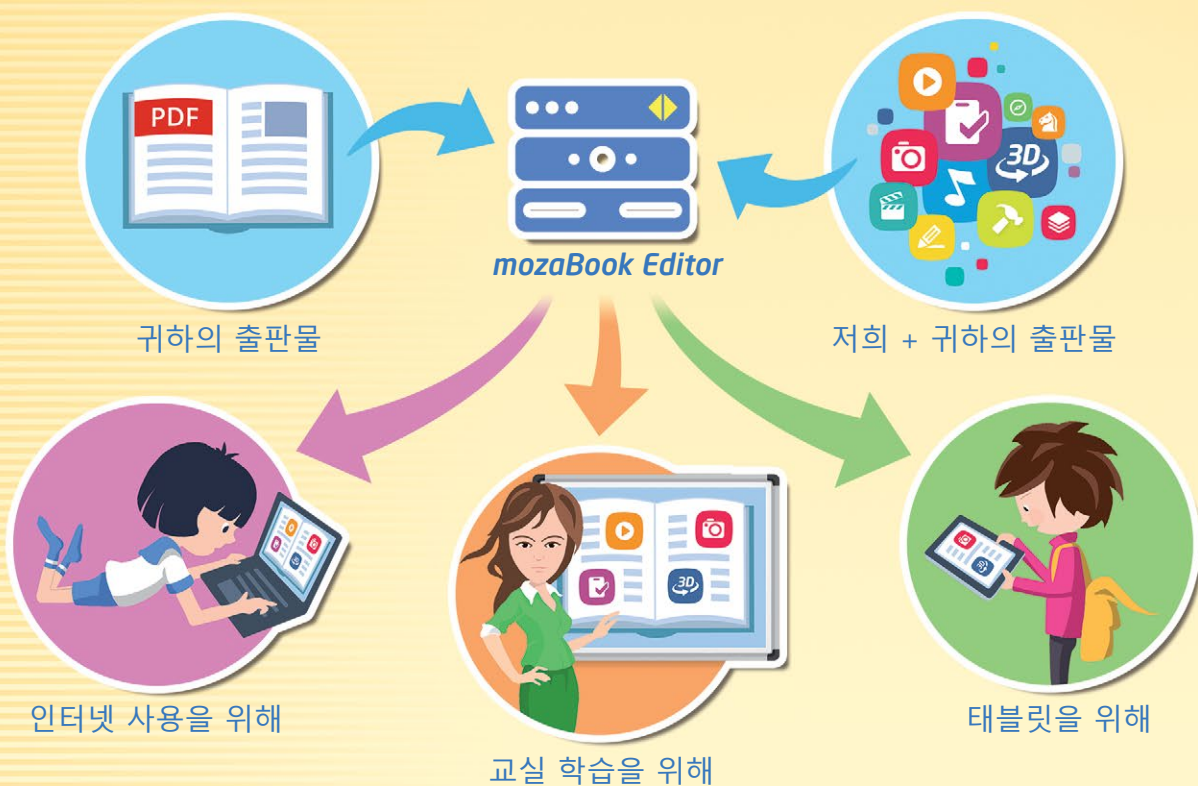 PDF
3D
mozaBook Editor
귀하의 출판물
저희 + 귀하의 출판물
3D
3D
인터넷 사용을 위해
태블릿을 위해
교실 학습을 위해